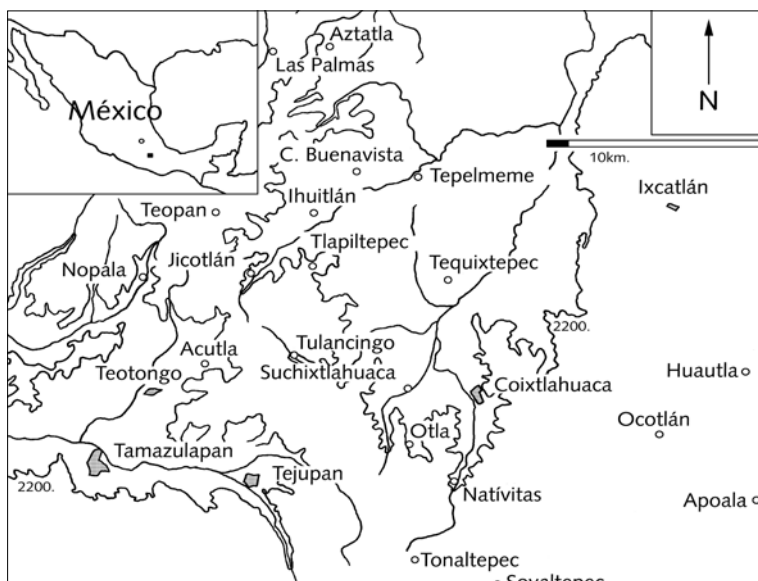 Aztatla
Las Palmas
México
N
C. Buenavista
10km.
Tepelmeme
Ixcatlán
Teopan
Ihuitlán
Tlapiltepec
Nopala
Jicotlán
Tequixtepec
2200.
Tulancingo
Acutla
Teotongo
Suchixtlahuaca
Coixtlahuaca
Huautla
Otla
Ocotlán
Tamazulapan
Tejupan
2200.
Natívitas
Apoala
Tonaltepec